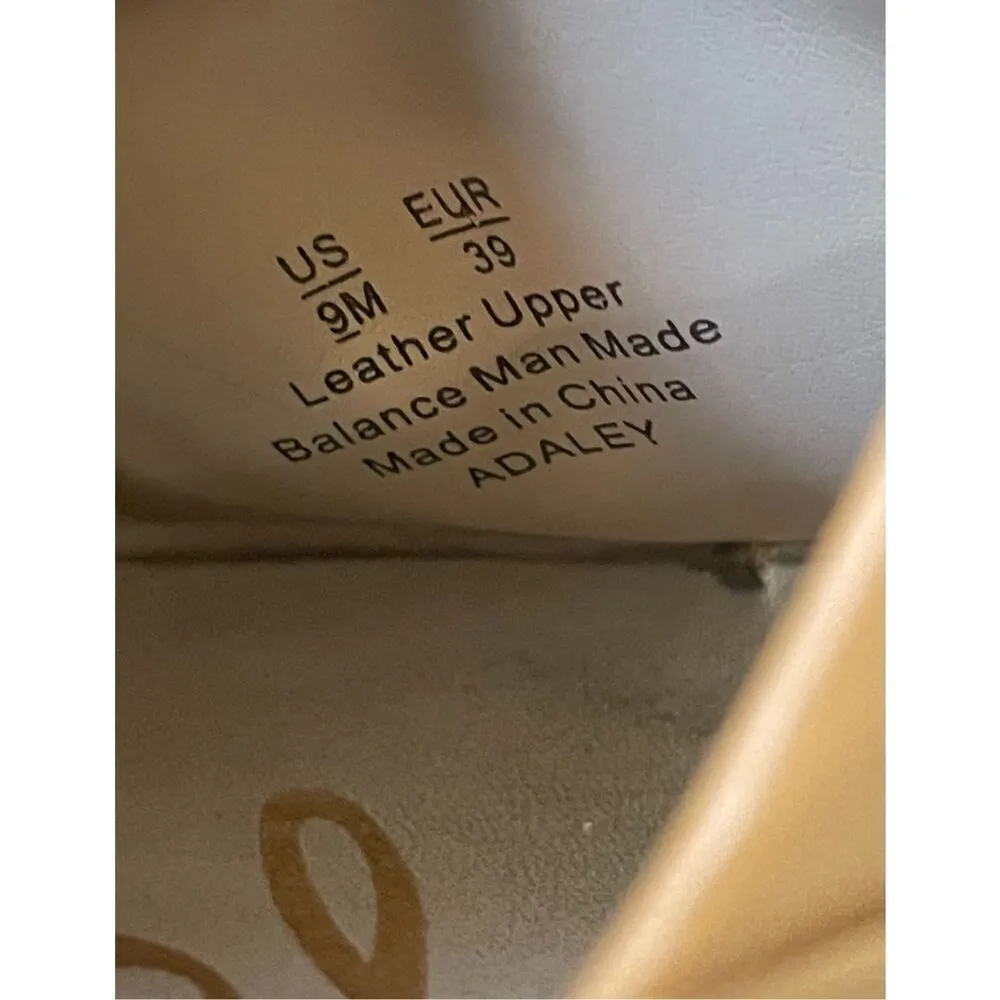 US EUR
9M 39
Leather Upper
Balance Man Made
Made in China
ADALEY